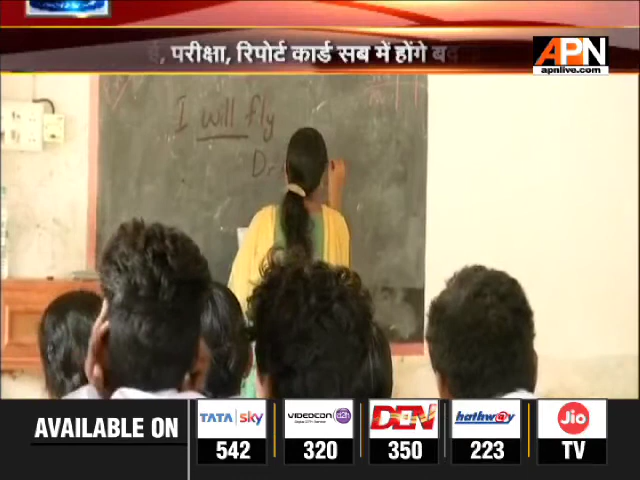 परीक्षा, रिपोर्ट कार्ड सब में होंगे
APN
apnlive.com
I will fly
AVAILABLE ON
TATA sky
542
VIDEOCON d2h
320
DEN
350
hathway
223
Jio
TV